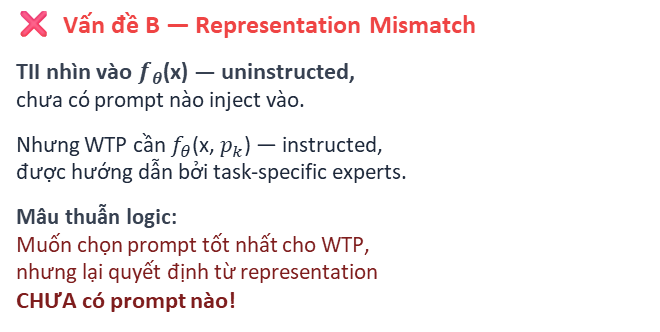 ❌ Vấn đề B — Representation Mismatch
TII nhìn vào 𝒇𝜽(x) — uninstructed,
chưa có prompt nào inject vào.
Nhưng WTP cần 𝑓𝜃(x, 𝑝𝑘) — instructed,
được hướng dẫn bởi task-specific experts.
Mâu thuẫn logic:
Muốn chọn prompt tốt nhất cho WTP,
nhưng lại quyết định từ representation
CHƯA có prompt nào!